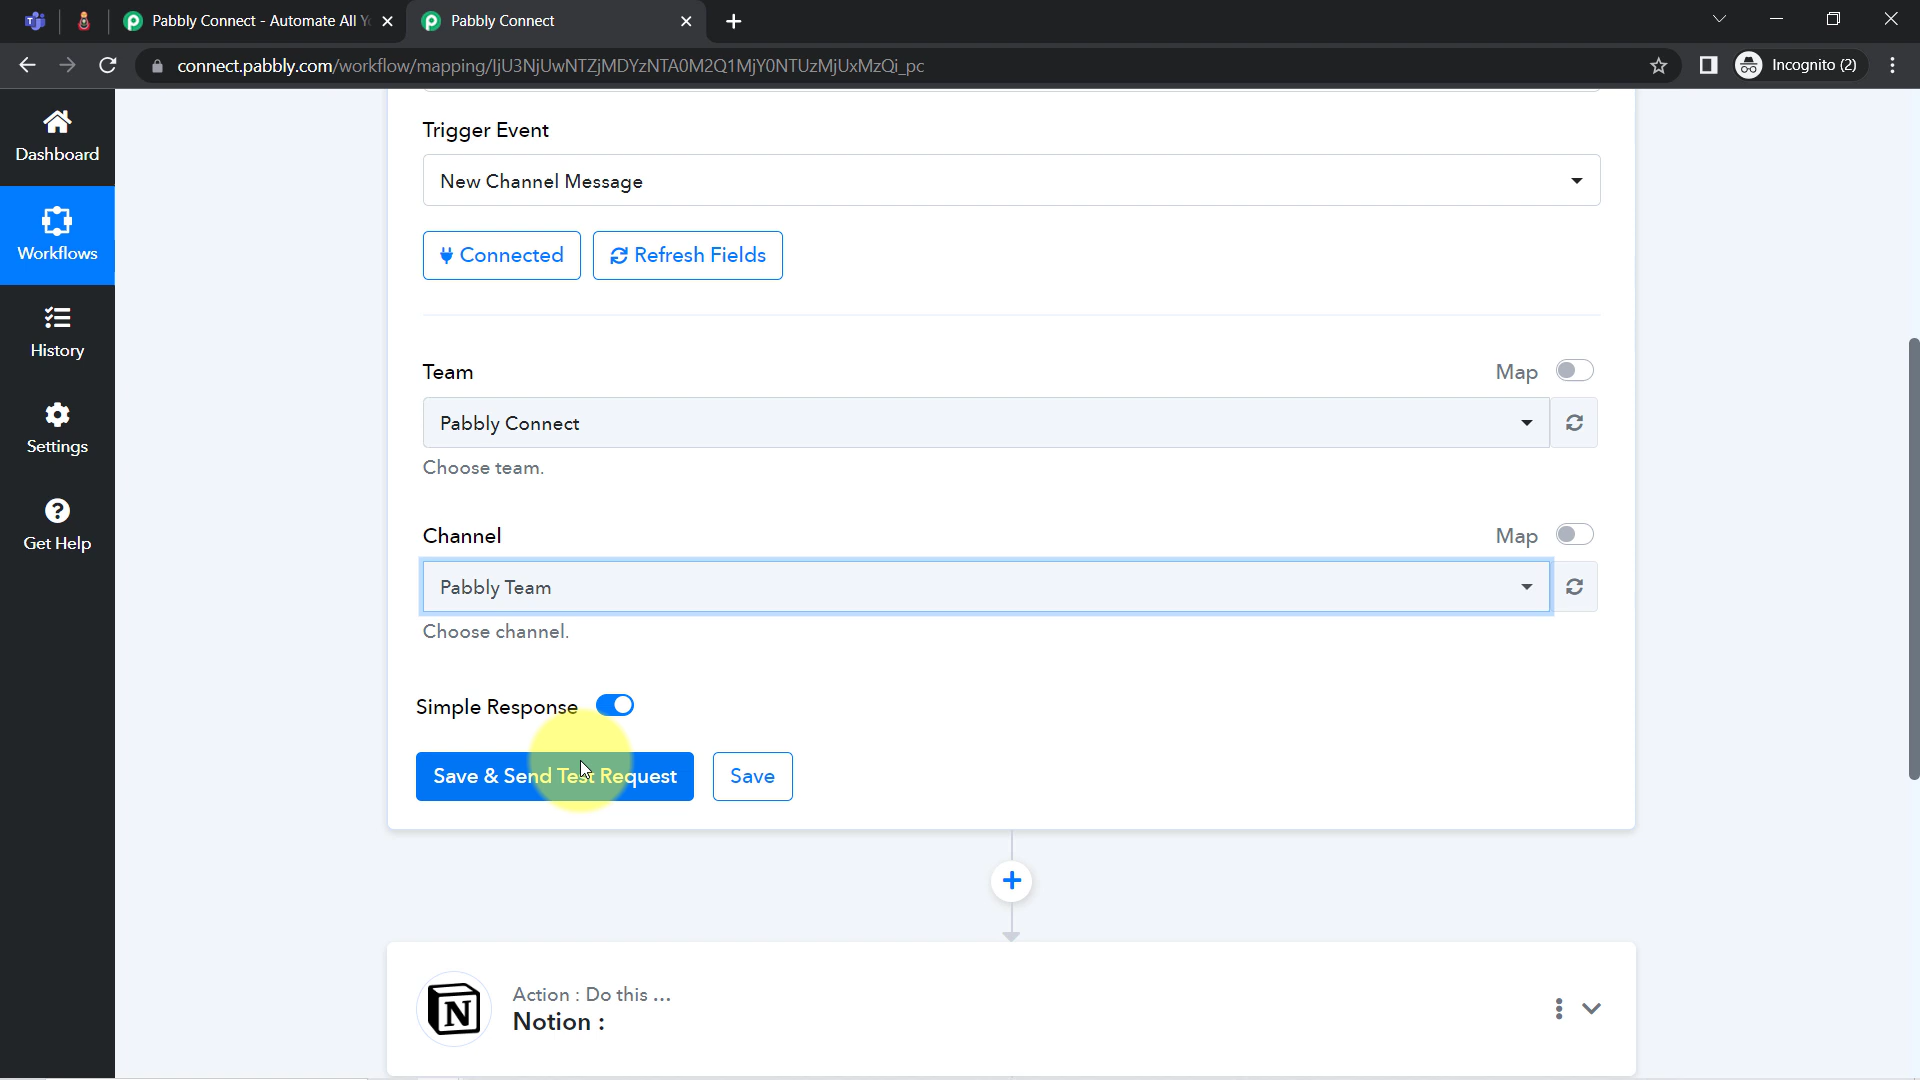 Pabbly Connect - Automate All Y
Pabbly Connect
connect.pabbly.com/workflow/mapping/IjU3NjUwNTZjMDYzNTA0M2Q1MjY0NTUzMjUxMzQi_pc
Incognito (2)
Dashboard
Workflows
History
Settings
Get Help
Trigger Event
New Channel Message
Connected
Refresh Fields
Team
Map
Pabbly Connect
Choose team.
Channel
Map
Pabbly Team
Choose channel.
Simple Response
Save & Send Test Request
Save
Action : Do this ...
Notion :